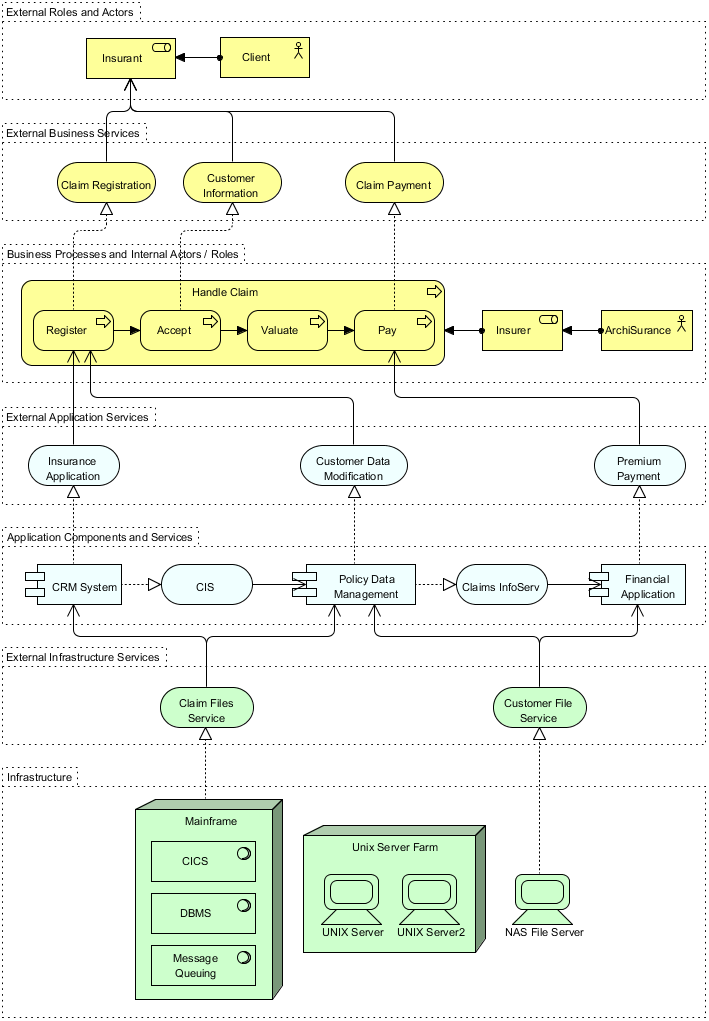 External Roles and Actors
Insurant
Client
External Business Services
Claim Registration
Customer
Information
Claim Payment
Business Processes and Internal Actors / Roles
Handle Claim
Register
Accept
Valuate
Pay
Insurer
ArchiSurance
External Application Services
Insurance
Application
Customer Data
Modification
Premium
Payment
Application Components and Services
CRM System
CIS
Policy Data
Management
Claims InfoServ
Financial
Application
External Infrastructure Services
Claim Files
Service
Customer File
Service
Infrastructure
Mainframe
CICS
DBMS
Message
Queuing
Unix Server Farm
UNIX Server
UNIX Server2
NAS File Server